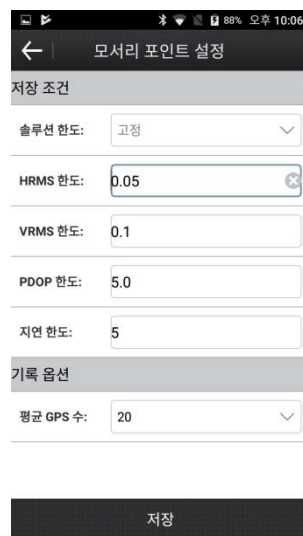 88% 오후 10:06
모서리 포인트 설정
저장 조건
솔루션 한도: 고정
HRMS 한도: 0.05
VRMS 한도: 0.1
PDOP 한도: 5.0
지연 한도: 5
기록 옵션
평균 GPS 수: 20
저장